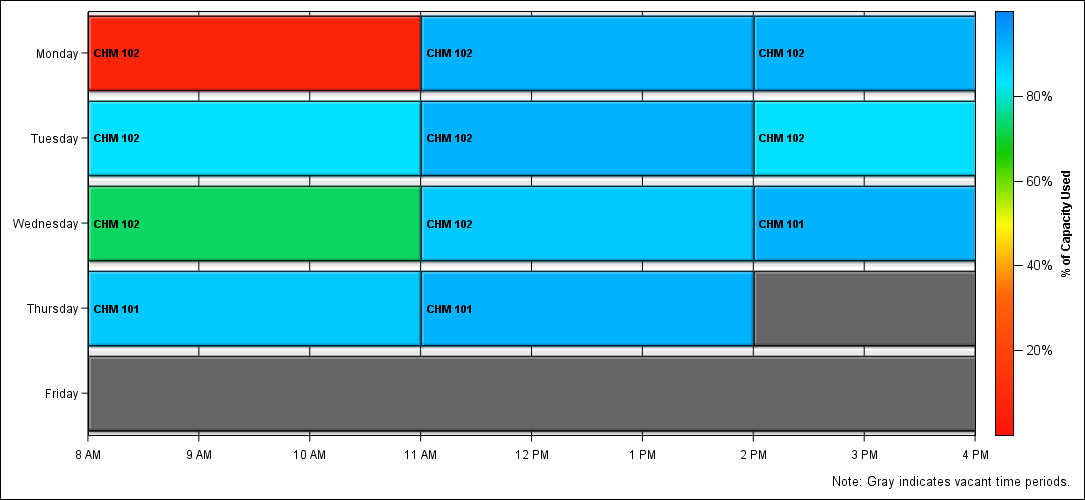 Monday CHM 102 CHM 102 CHM 102
80%
Tuesday CHM 102 CHM 102 CHM 102
60%
Wednesday CHM 102 CHM 102 CHM 101
% of Capacity Used
40%
Thursday CHM 101 CHM 101
20%
Friday
8 AM 9 AM 10 AM 11 AM 12 PM 1 PM 2 PM 3 PM 4 PM
Note: Gray indicates vacant time periods.